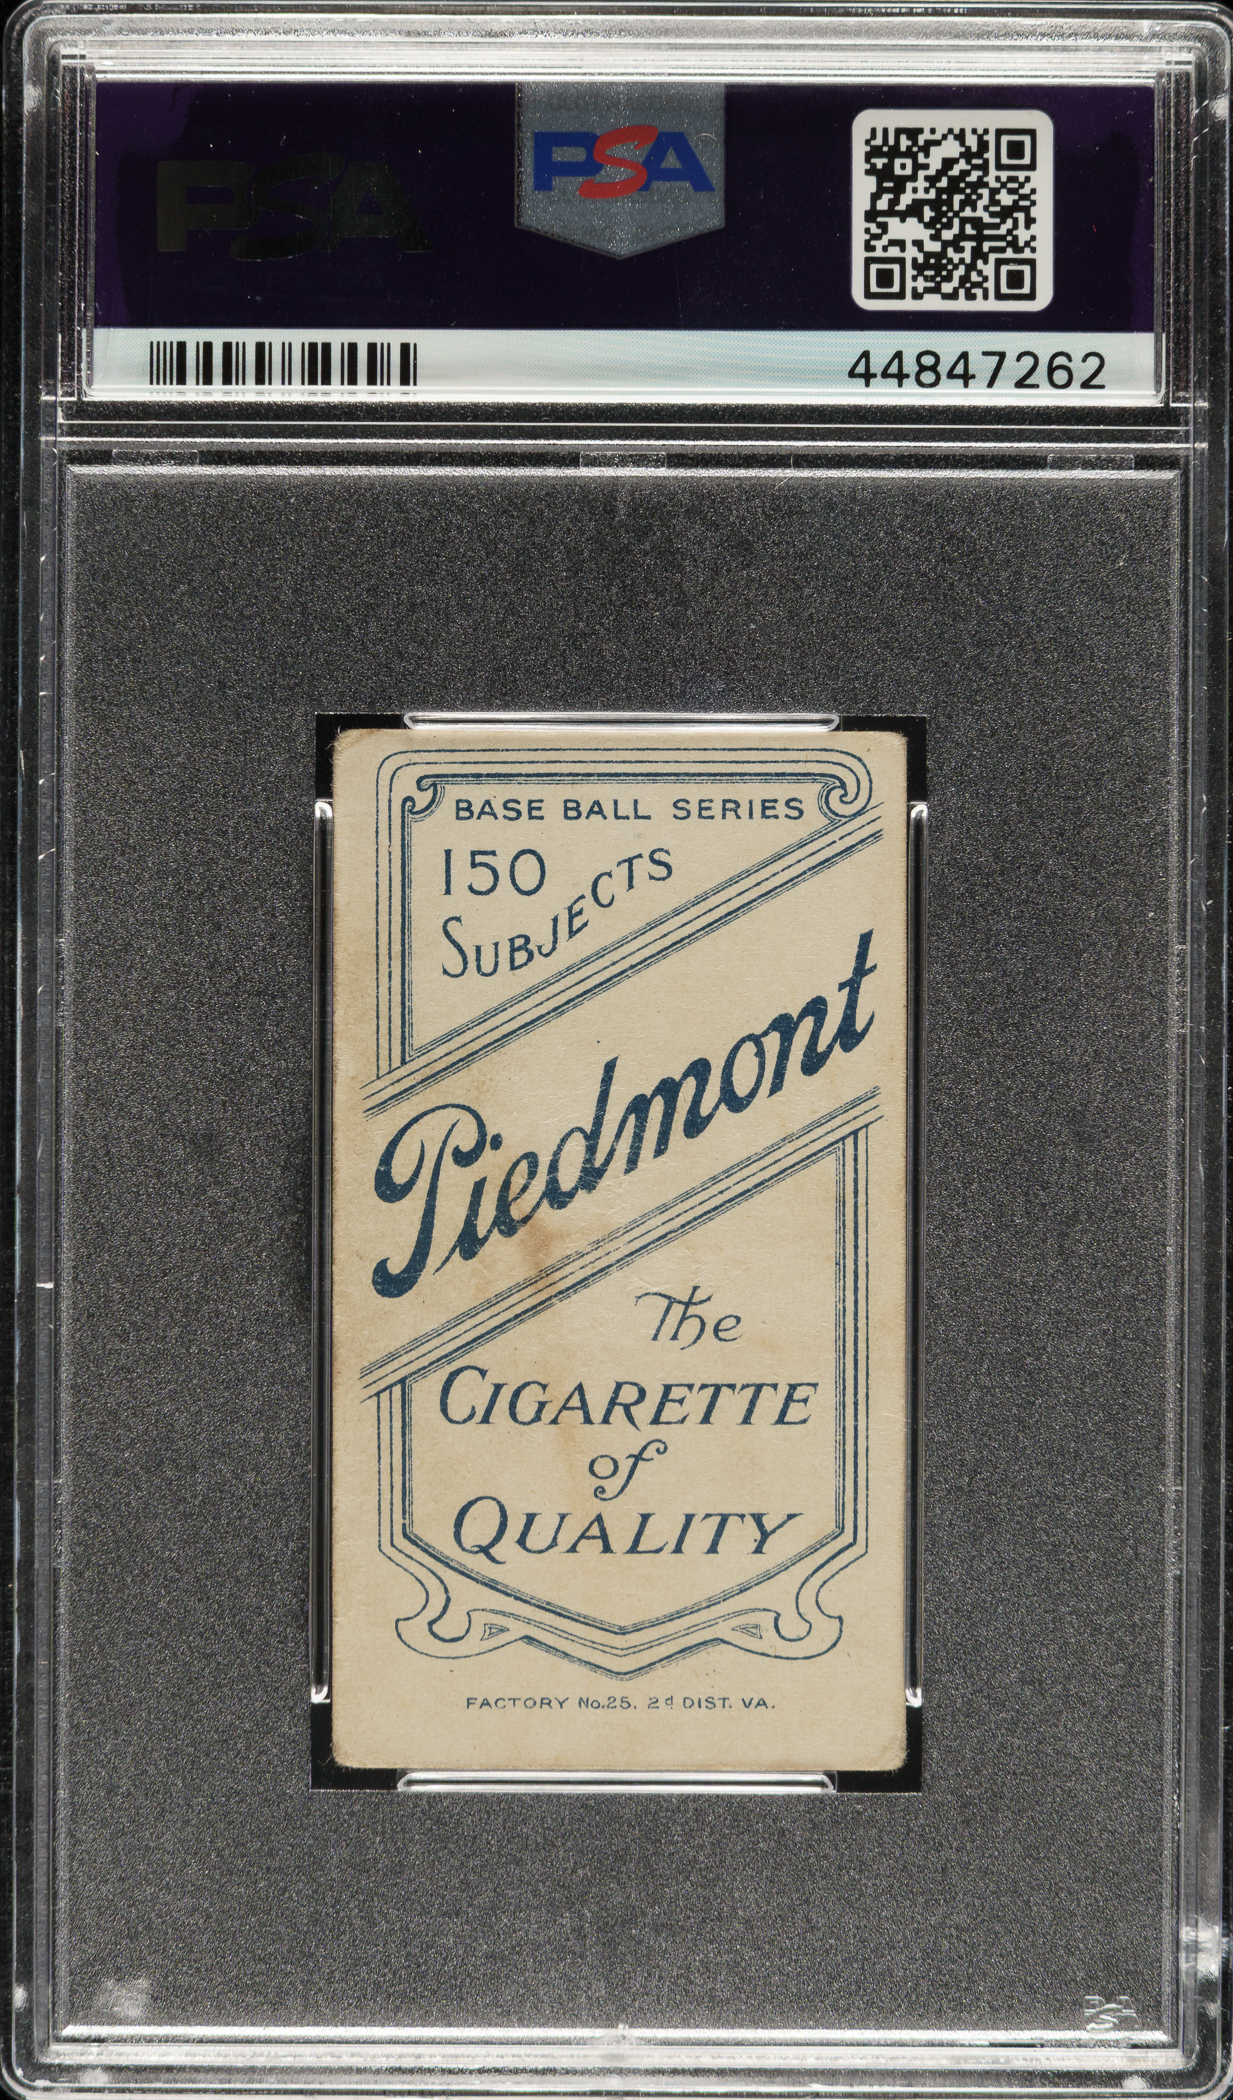 PSA
PSA
44847262
BASE BALL SERIES
150
SUBJECTS
Piedmont
The
CIGARETTE
of
QUALITY
FACTORY No.25. 2d DIST. VA.
PSA